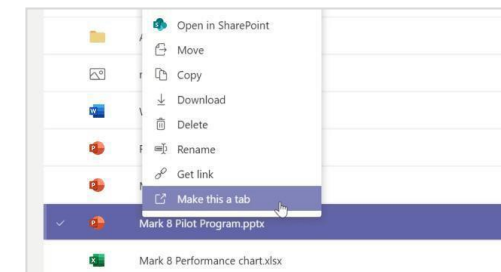 Open in SharePoint
Move
Copy
Download
Delete
Rename
Get link
Make this a tab
Mark 8 Pilot Program.pptx
Mark 8 Performance chart.xlsx